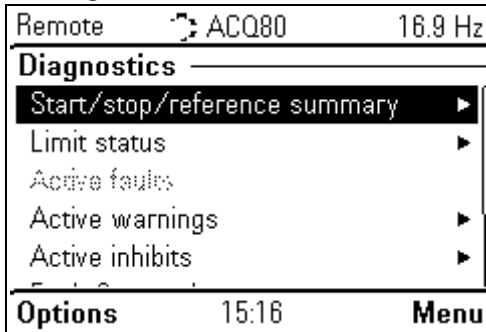 Remote ACQ80 16.9 Hz
Diagnostics
Start/stop/reference summary
Limit status
Active faults
Active warnings
Active inhibits
Options 15:16 Menu